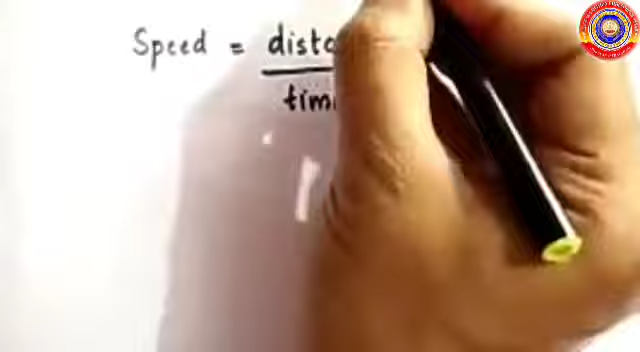 Speed = dista
tim